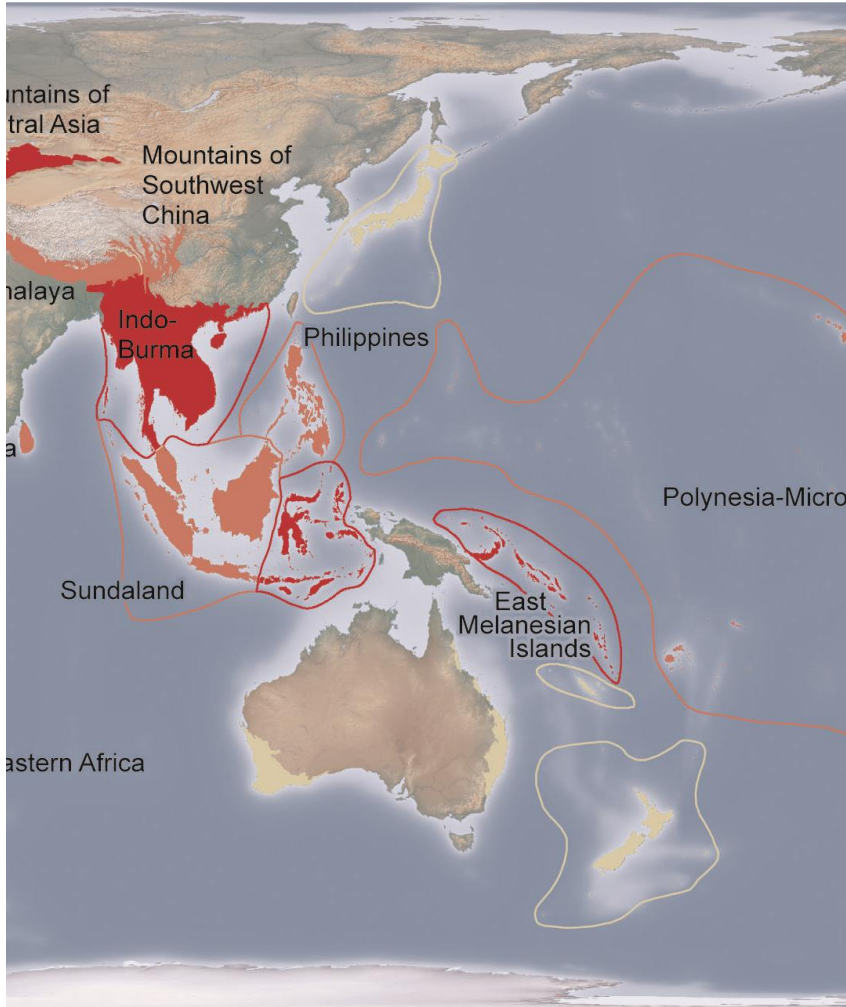 untains of
tral Asia
Mountains of
Southwest
China
nalaya
Indo-
Burma
Philippines
a
Polynesia-Micro
Sundaland
East
Melanesian
Islands
astern Africa